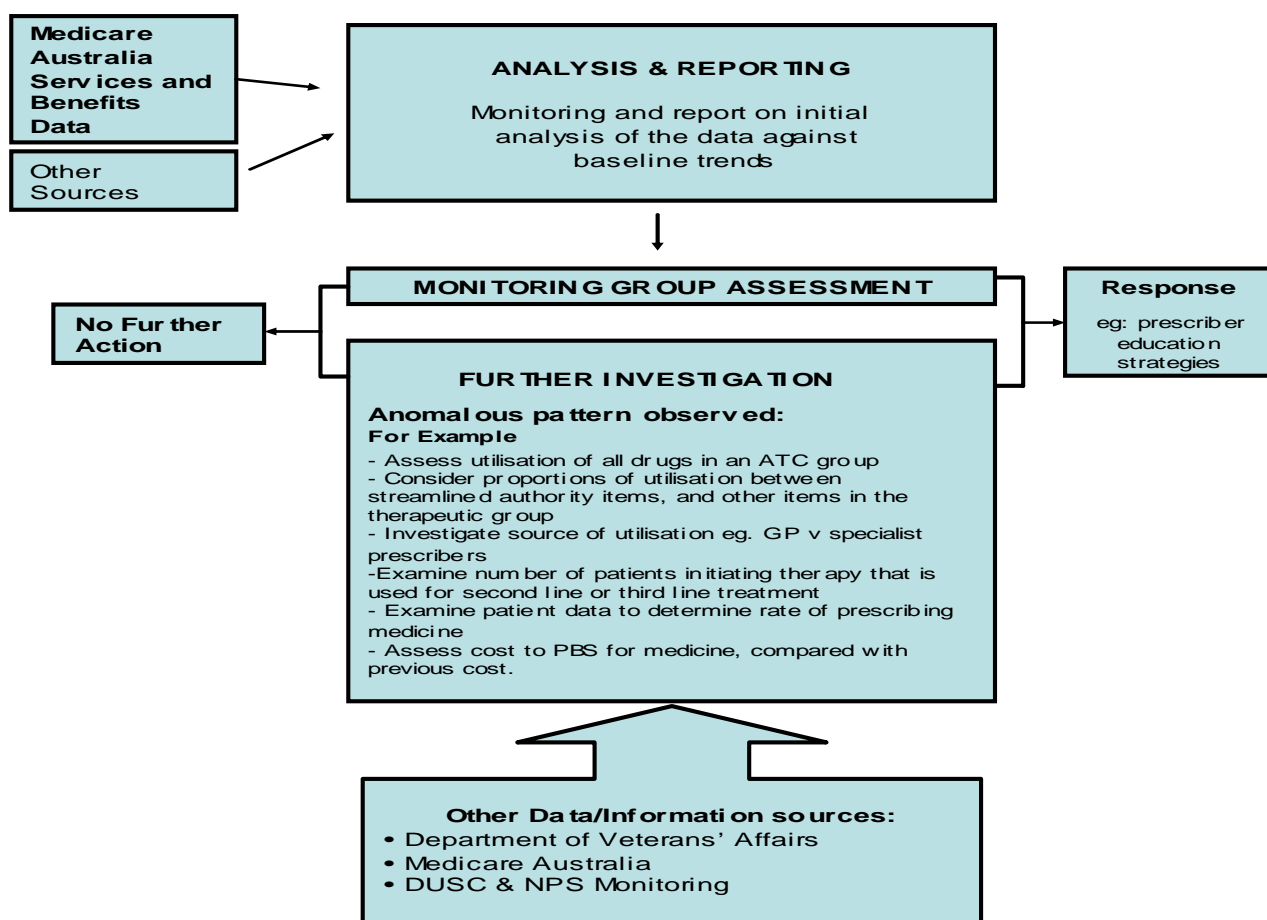 Medicare
Australia
Services and
Benefits
Data
Other
Sources
ANALYSIS & REPORTING
Monitoring and report on initial
analysis of the data against
baseline trends
MONITORING GROUP ASSESSMENT
No Further
Action
Response
eg: prescriber
education
strategies
FURTHER INVESTIGATION
Anomalous pattern observed:
For Example
- Assess utilisation of all drugs in an ATC group
- Consider proportions of utilisation between
streamlined authority items, and other items in the
therapeutic group
- Investigate source of utilisation eg. GP v specialist
prescribers
-Examine number of patients initiating therapy that is
used for second line or third line treatment
- Examine patient data to determine rate of prescribing
medicine
- Assess cost to PBS for medicine, compared with
previous cost.
Other Data/Information sources:
• Department of Veterans’ Affairs
• Medicare Australia
• DUSC & NPS Monitoring